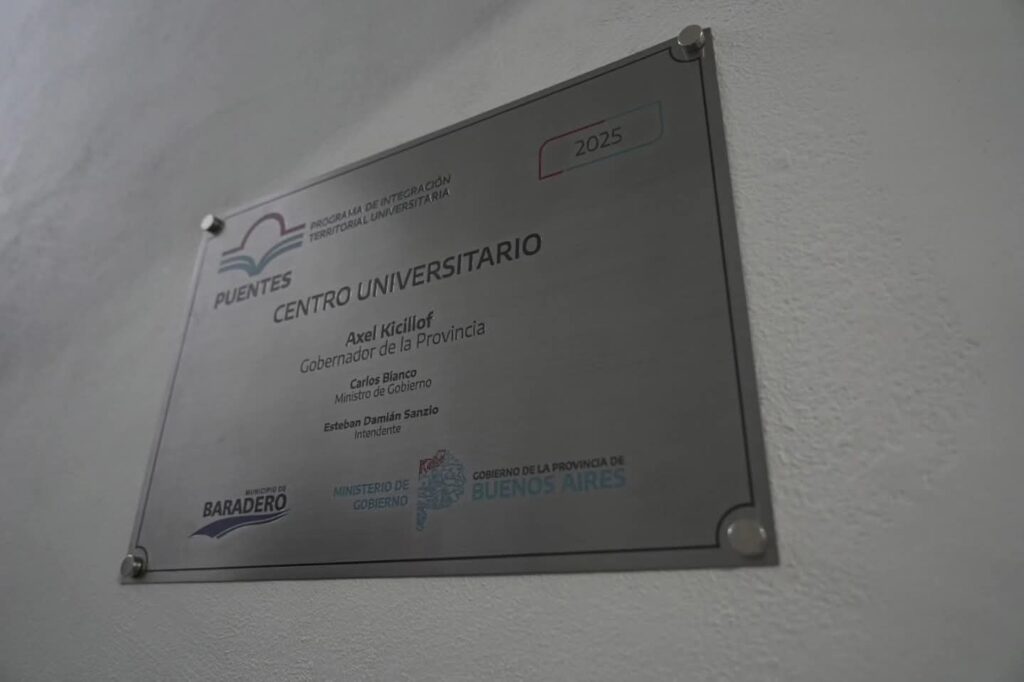 2025
PROGRAMA DE INTEGRACIÓN
TERRITORIAL UNIVERSITARIA
PUENTES
CENTRO UNIVERSITARIO
Axel Kicillof
Gobernador de la Provincia
Carlos Bianco
Ministro de Gobierno
Esteban Damián Sanzio
Intendente
MUNICIPIO DE
BARADERO
MINISTERIO DE
GOBIERNO
GOBIERNO DE LA PROVINCIA DE
BUENOS AIRES